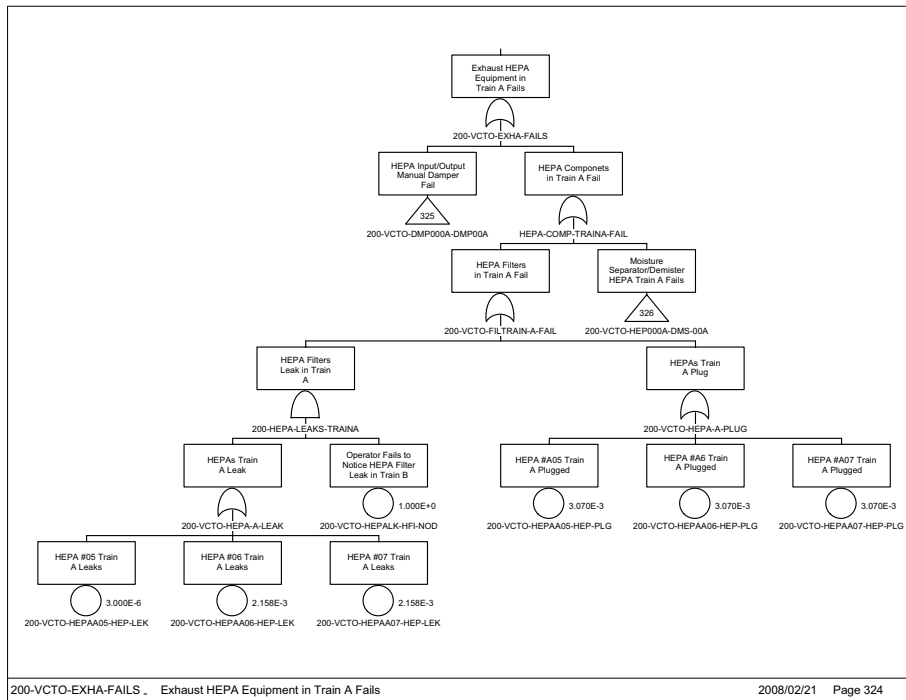 Exhaust HEPA
Equipment in
Train A Fails
200-VCTO-EXHA-FAILS
HEPA Input/Output
Manual Damper
Fail
325
200-VCTO-DMP000A-DMP00A
HEPA Componets
in Train A Fail
HEPA-COMP-TRAINA-FAIL
HEPA Filters
in Train A Fail
200-VCTO-FILTRAIN-A-FAIL
Moisture
Separator/Demister
HEPA Train A Fails
326
200-VCTO-HEP000A-DMS-00A
HEPA Filters
Leak in Train
A
200-HEPA-LEAKS-TRAINA
HEPAs Train
A Plug
200-VCTO-HEPA-A-PLUG
HEPAs Train
A Leak
200-VCTO-HEPA-A-LEAK
Operator Fails to
Notice HEPA Filter
Leak in Train B
1.000E+0
200-VCTO-HEPALK-HFI-NOD
HEPA #A05 Train
A Plugged
3.070E-3
200-VCTO-HEPAA05-HEP-PLG
HEPA #A6 Train
A Plugged
3.070E-3
200-VCTO-HEPAA06-HEP-PLG
HEPA #A07 Train
A Plugged
3.070E-3
200-VCTO-HEPAA07-HEP-PLG
HEPA #05 Train
A Leaks
3.000E-6
200-VCTO-HEPAA05-HEP-LEK
HEPA #06 Train
A Leaks
2.158E-3
200-VCTO-HEPAA06-HEP-LEK
HEPA #07 Train
A Leaks
2.158E-3
200-VCTO-HEPAA07-HEP-LEK
200-VCTO-EXHA-FAILS - Exhaust HEPA Equipment in Train A Fails
2008/02/21 Page 324